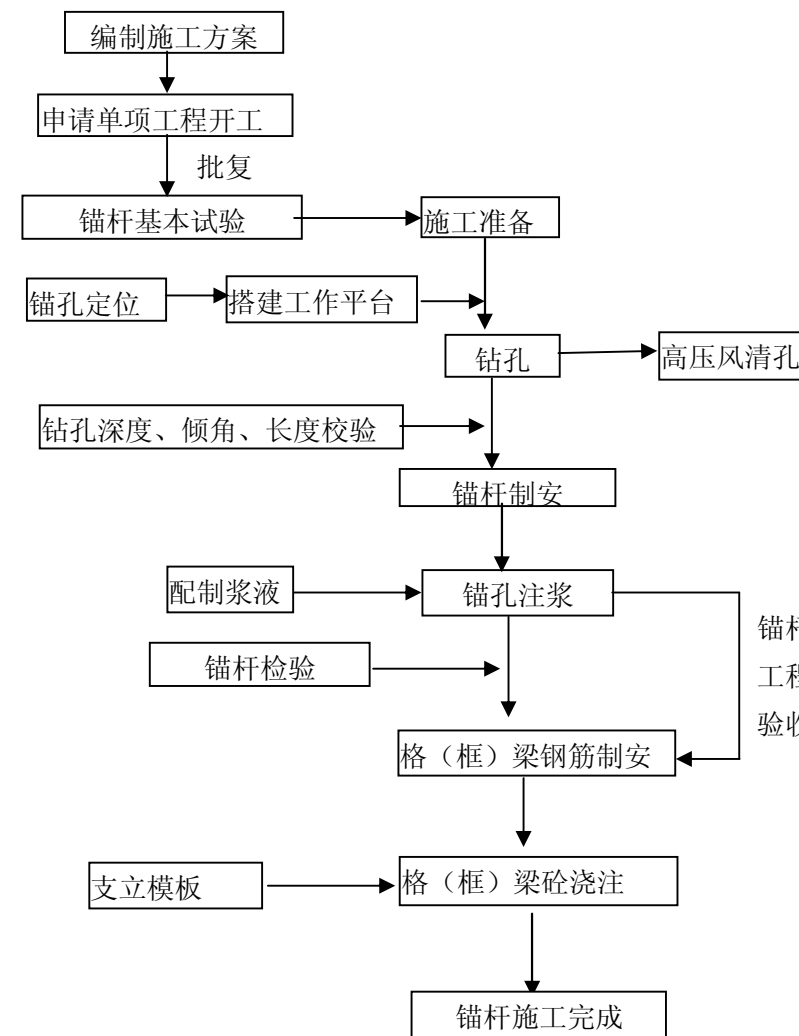 编制施工方案
申请单项工程开工
批复
锚杆基本试验
施工准备
锚孔定位
搭建工作平台
钻孔
高压风清孔
钻孔深度、倾角、长度校验
锚杆制安
配制浆液
锚孔注浆
锚杆
工程
验收
锚杆检验
格（框）梁钢筋制安
支立模板
格（框）梁砼浇注
锚杆施工完成